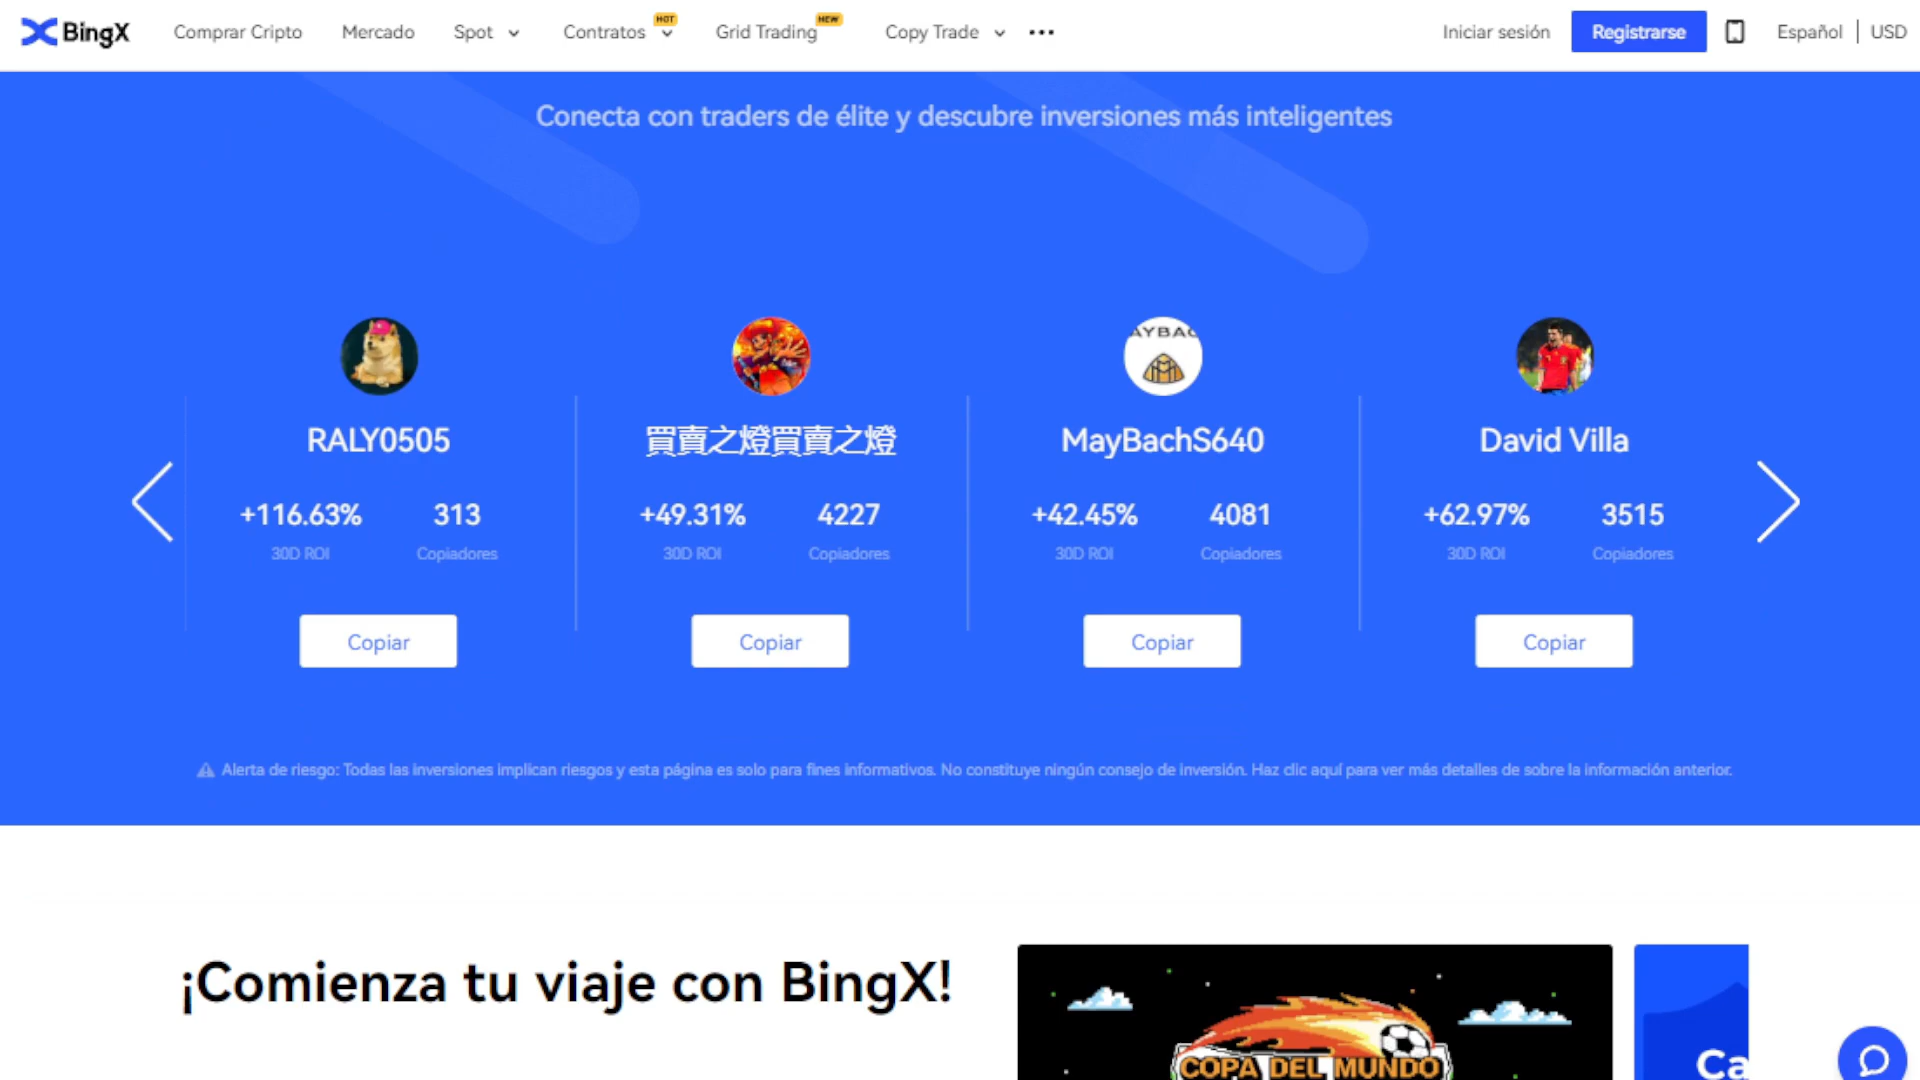 BingX
Comprar Cripto
Mercado
Spot
Contratos
HOT
Grid Trading
NEW
Copy Trade
Iniciar sesión
Registrarse
Español
USD
Conecta con traders de élite y descubre inversiones más inteligentes
AYBAC
RALY0505
買賣之燈買賣之燈
MayBachS640
David Villa
+116.63% 313
+49.31% 4227
+42.45% 4081
+62.97% 3515
30D ROI Copiadores
30D ROI Copiadores
30D ROI Copiadores
30D ROI Copiadores
Copiar
Copiar
Copiar
Copiar
Alerta de riesgo: Todas las inversiones implican riesgos y esta página es solo para fines informativos. No constituye ningún consejo de inversión. Haz clic aquí para ver más detalles de sobre la información anterior.
¡Comienza tu viaje con BingX!
COPA DEL MUNDO
Ca